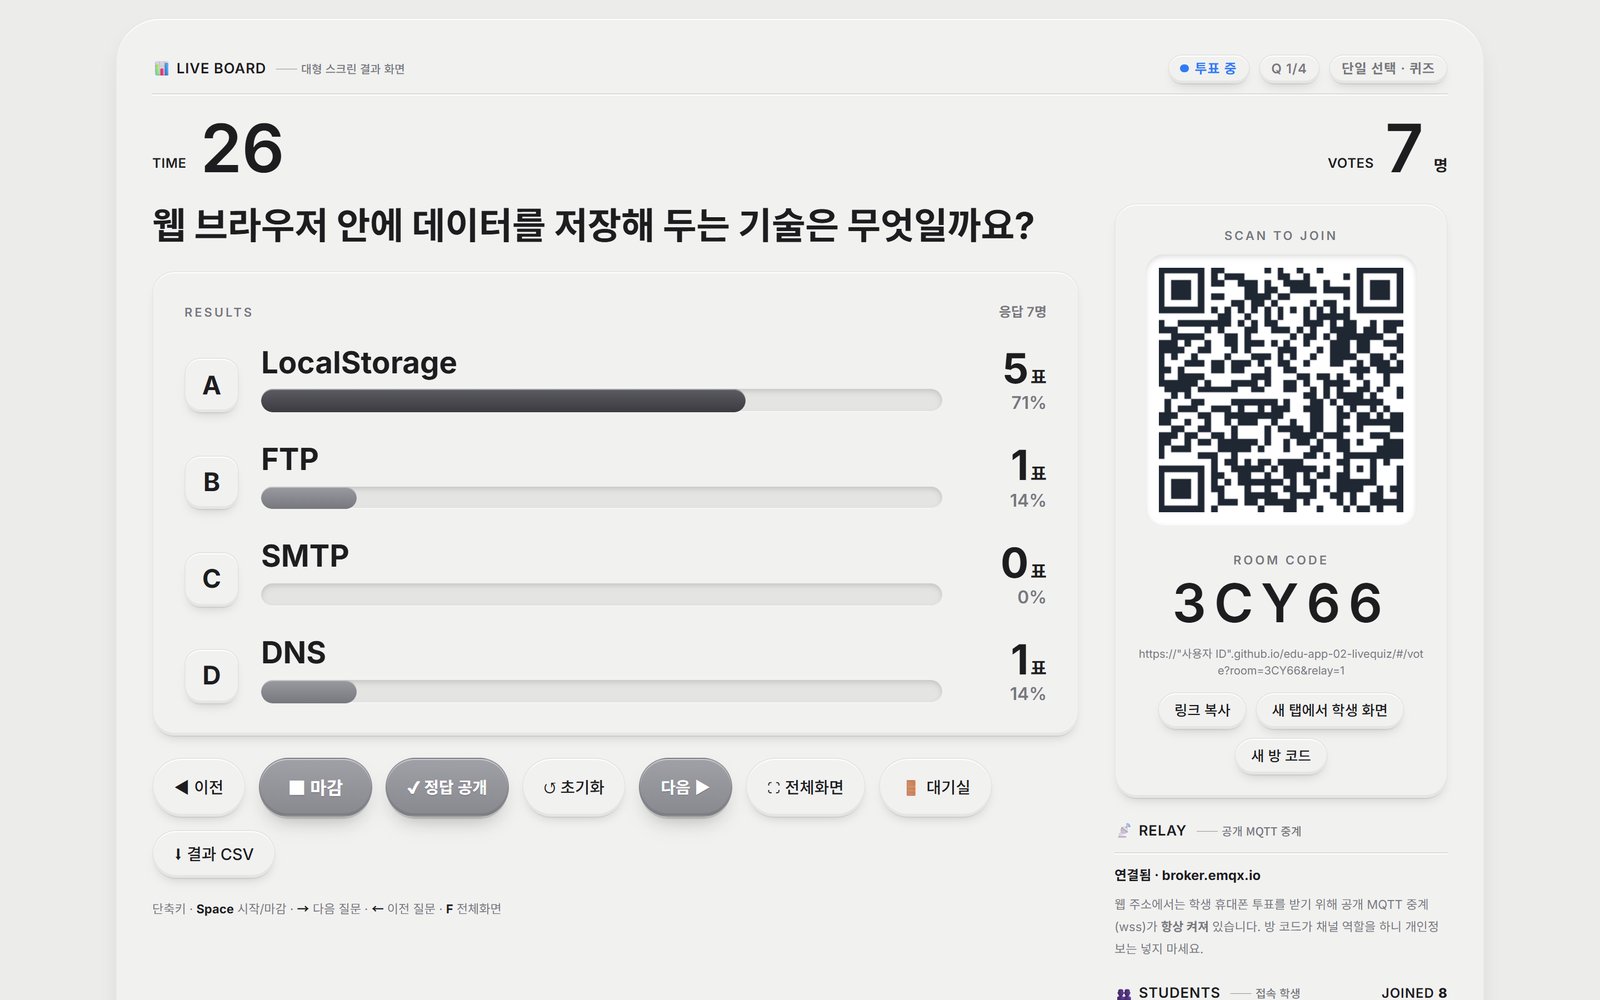 LIVE BOARD 대형 스크린 결과 화면
투표 중
Q 1/4
단일 선택 · 퀴즈
TIME 26
VOTES 7 명
웹 브라우저 안에 데이터를 저장해 두는 기술은 무엇일까요?
RESULTS
응답 7명
A LocalStorage 5표
71%
B FTP 1표
14%
C SMTP 0표
0%
D DNS 1표
14%
◀ 이전
■ 마감
✓ 정답 공개
↺ 초기화
다음 ▶
⛶ 전체화면
대기실
⬇ 결과 CSV
단축키 · Space 시작/마감 · → 다음 질문 · ← 이전 질문 · F 전체화면
SCAN TO JOIN
ROOM CODE
3CY66
https://"사용자 ID".github.io/edu-app-02-livequiz/#/vot
e?room=3CY66&relay=1
링크 복사
새 탭에서 학생 화면
새 방 코드
RELAY 공개 MQTT 중계
연결됨 · broker.emqx.io
웹 주소에서는 학생 휴대폰 투표를 받기 위해 공개 MQTT 중계
(wss)가 항상 켜져 있습니다. 방 코드가 채널 역할을 하니 개인정
보는 넣지 마세요.
STUDENTS 접속 학생
JOINED 8